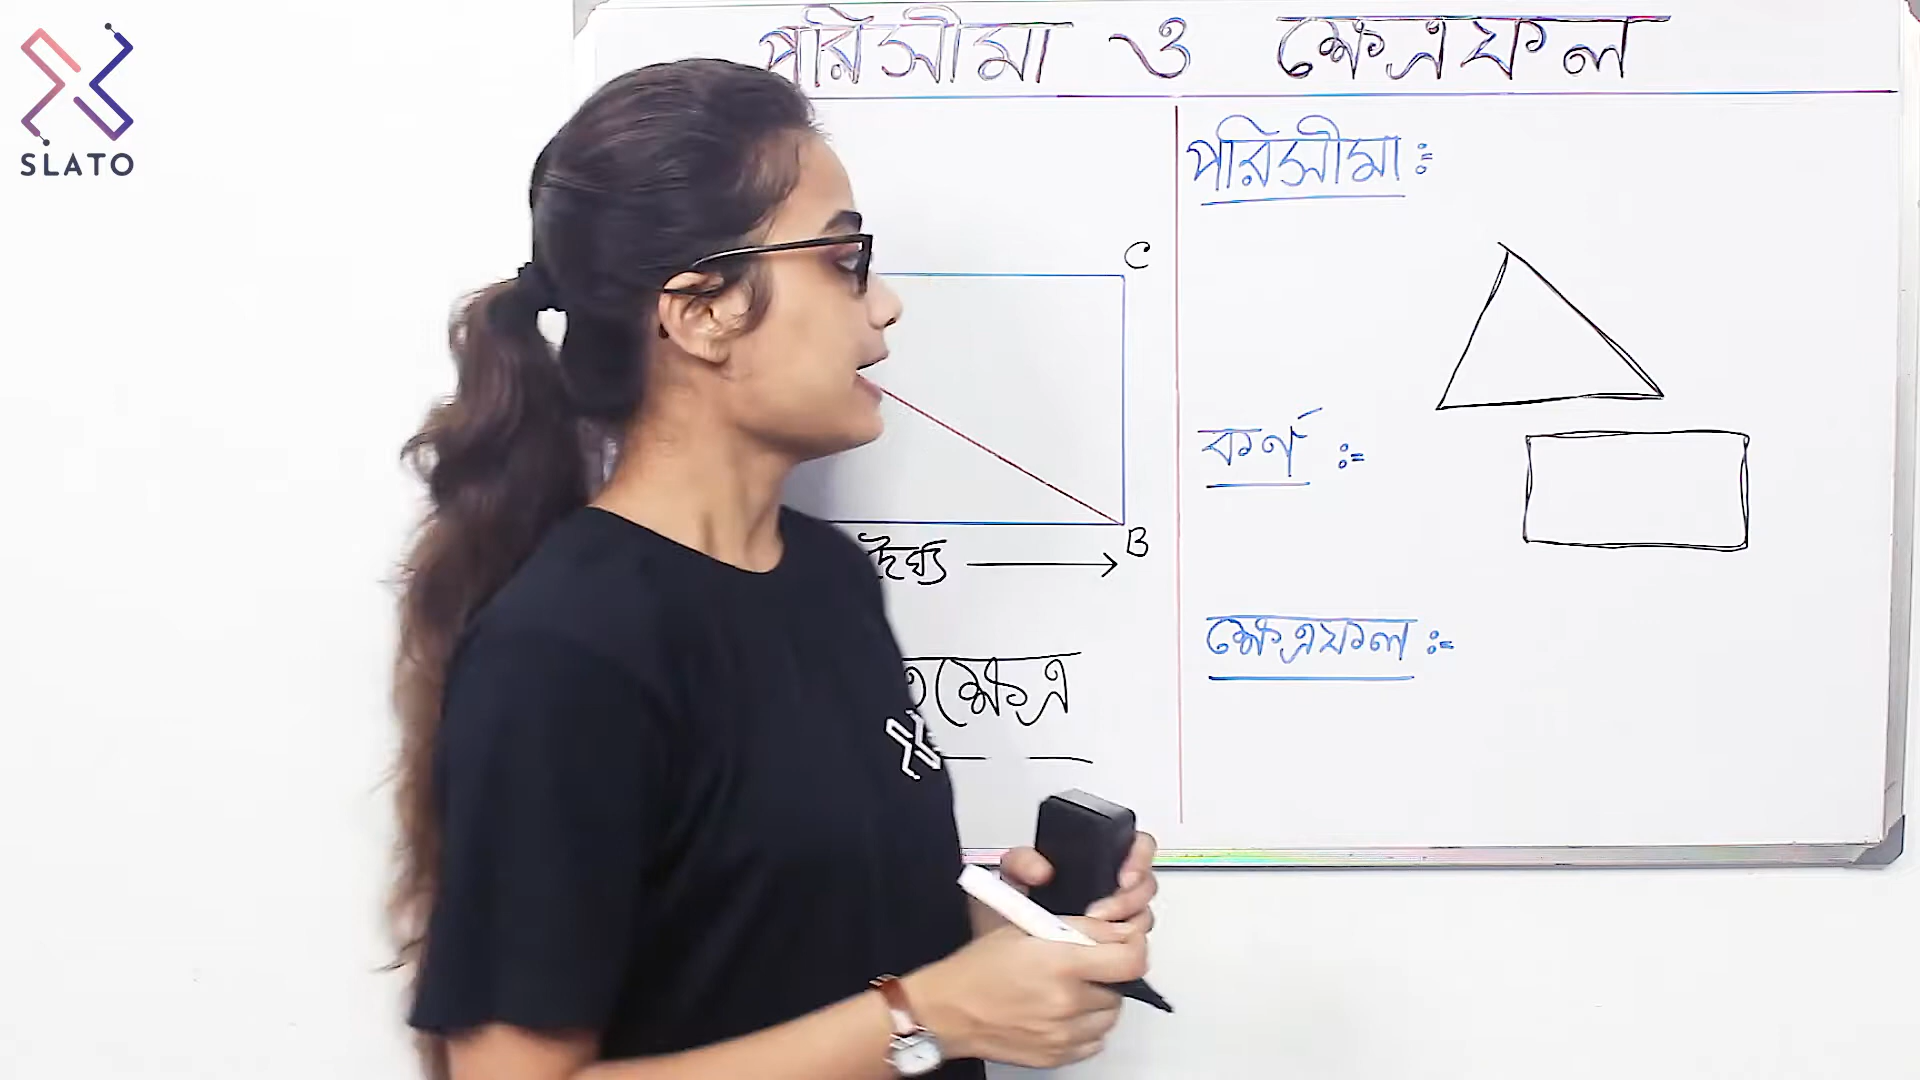 SLATO
পরিসীমা ও ক্ষেত্রফল
C
B
দৈর্ঘ্য
পরিসীমা :=
কর্ণ :=
ক্ষেত্রফল :=